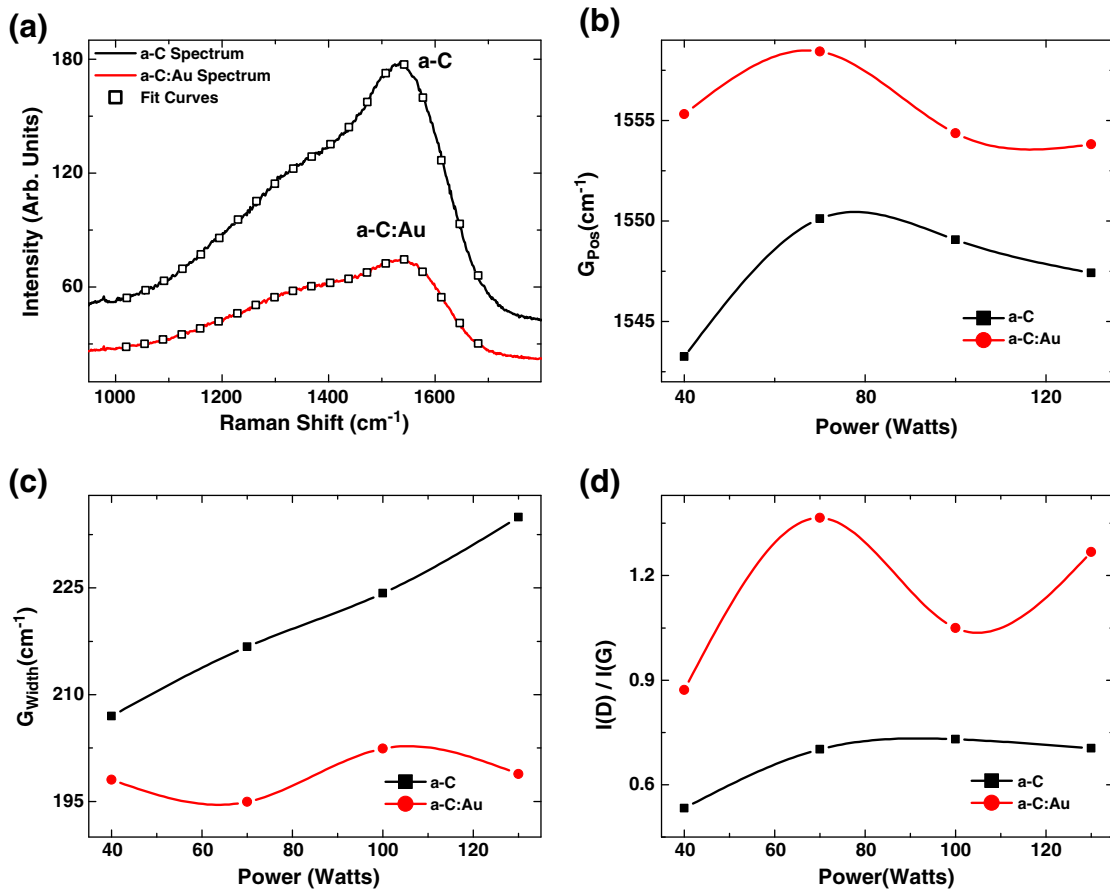 (a)
a-C Spectrum
a-C:Au Spectrum
Fit Curves
a-C
a-C:Au
180
120
60
Intensity (Arb. Units)
1000 1200 1400 1600
Raman Shift (cm⁻¹)
(b)
1555
1550
1545
G_Pos(cm⁻¹)
a-C
a-C:Au
40 80 120
Power (Watts)
(c)
225
210
195
G_Width(cm⁻¹)
a-C
a-C:Au
40 60 80 100 120
Power (Watts)
(d)
1.2
0.9
0.6
I(D) / I(G)
a-C
a-C:Au
40 60 80 100 120
Power(Watts)